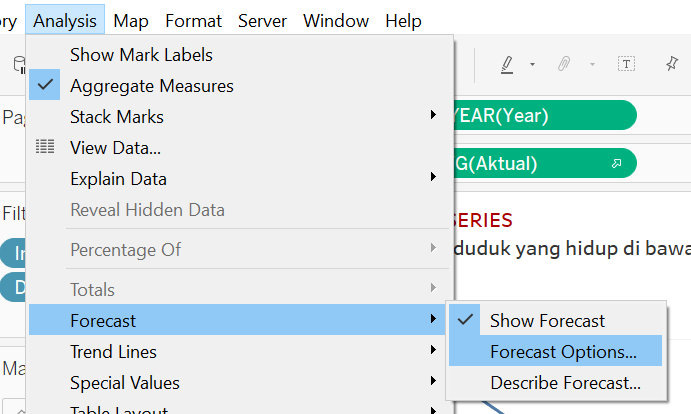 ry Analysis Map Format Server Window Help
Show Mark Labels
Aggregate Measures
Stack Marks
View Data...
Explain Data
Reveal Hidden Data
Percentage Of
Totals
Forecast
Trend Lines
Special Values
Table Layout
Show Forecast
Forecast Options...
Describe Forecast...
Pag
YEAR(Year)
G(Aktual)
Filt
In
D
SERIES
duduk yang hidup di bawa
Ma
T